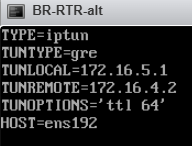 BR-RTR-alt
TYPE=iptun
TUNTYPE=gre
TUNLOCAL=172.16.5.1
TUNREMOTE=172.16.4.2
TUNOPTIONS='ttl 64'
HOST=ens192